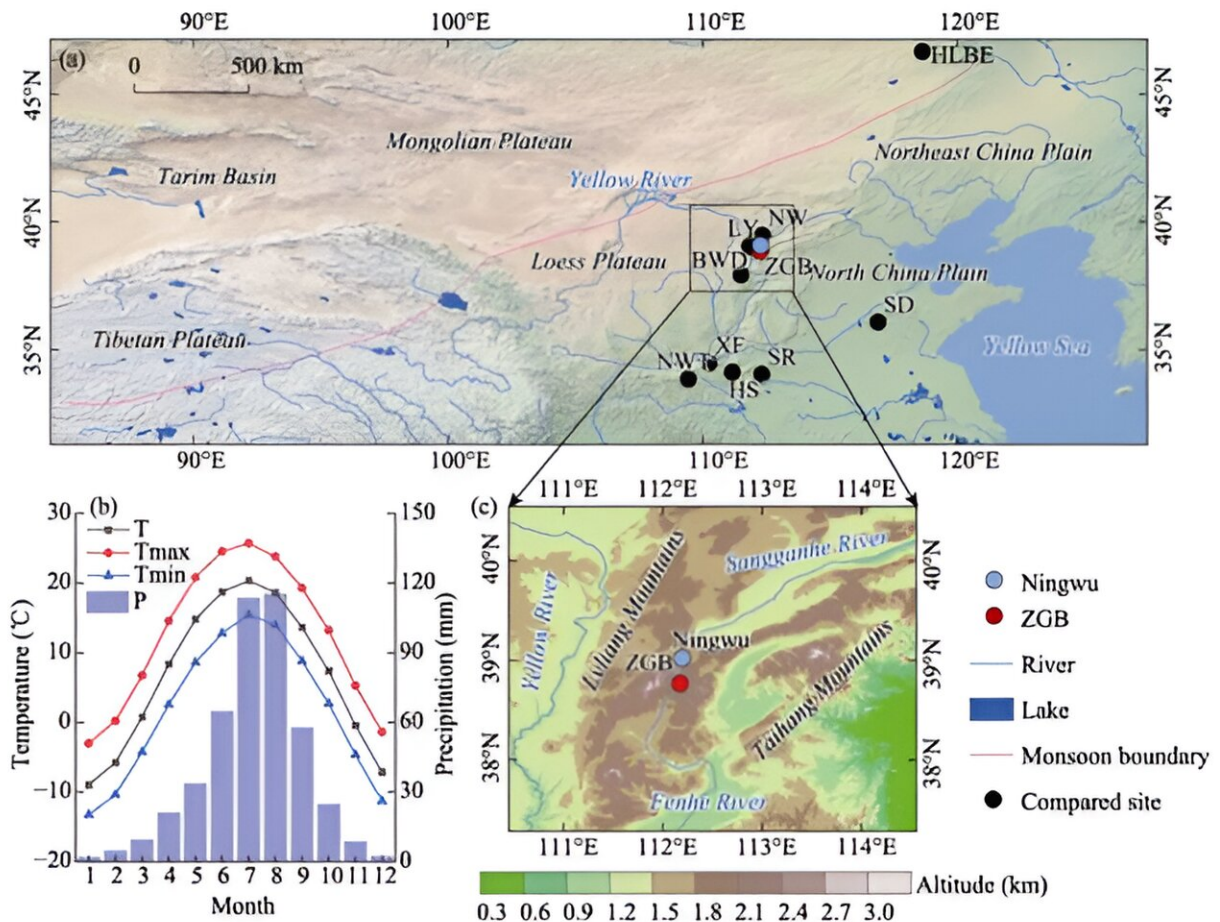 90°E 100°E 110°E 120°E
(a)
0 500 km
HLBE
45°N 45°N
Mongolian Plateau
Northeast China Plain
Tarim Basin
Yellow River
40°N 40°N
LY NW
Loess Plateau
BWD ZGB North China Plain
SD
Tibetan Plateau
35°N 35°N
XE
NWT SR
HS
Yellow Sea
90°E 100°E 110°E 120°E
(b)
30 150
T
Tmax
Tmin
P
20 120
10 90
0 60
-10 30
-20 0
Temperature (℃)
Precipitation (mm)
1 2 3 4 5 6 7 8 9 10 11 12
Month
111°E 112°E 113°E 114°E
(c)
40°N 40°N
Sangganhe River
Yellow River
Lvliang Mountains
Ningwu
ZGB
39°N 39°N
Taihang Mountains
38°N 38°N
Fenhe River
111°E 112°E 113°E 114°E
Ningwu
ZGB
River
Lake
Monsoon boundary
Compared site
Altitude (km)
0.3 0.6 0.9 1.2 1.5 1.8 2.1 2.4 2.7 3.0